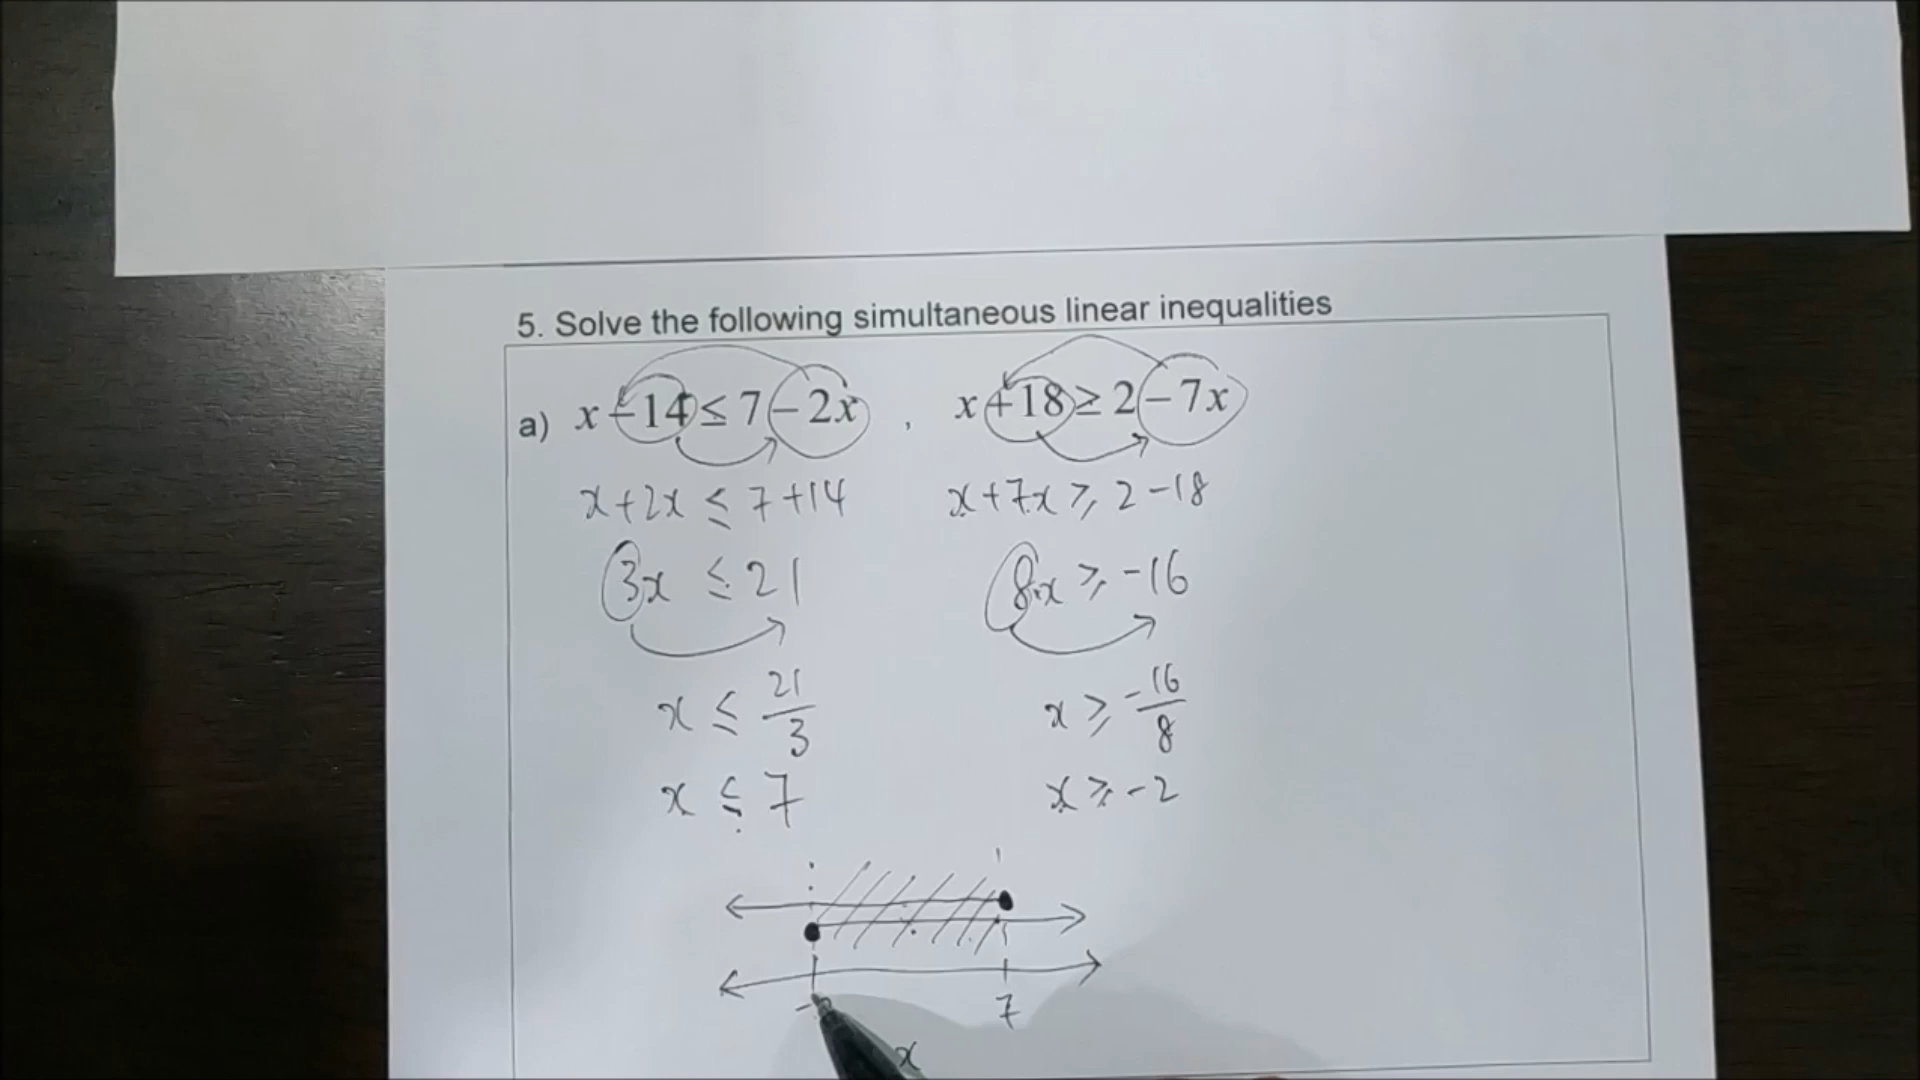 5. Solve the following simultaneous linear inequalities
a) x − 14 ≤ 7 − 2x , x + 18 ≥ 2 − 7x
x + 2x ≤ 7 + 14 x + 7x ≥ 2 − 18
3x ≤ 21 8x ≥ −16
x ≤ 21/3 x ≥ −16/8
x ≤ 7 x ≥ −2
7
x